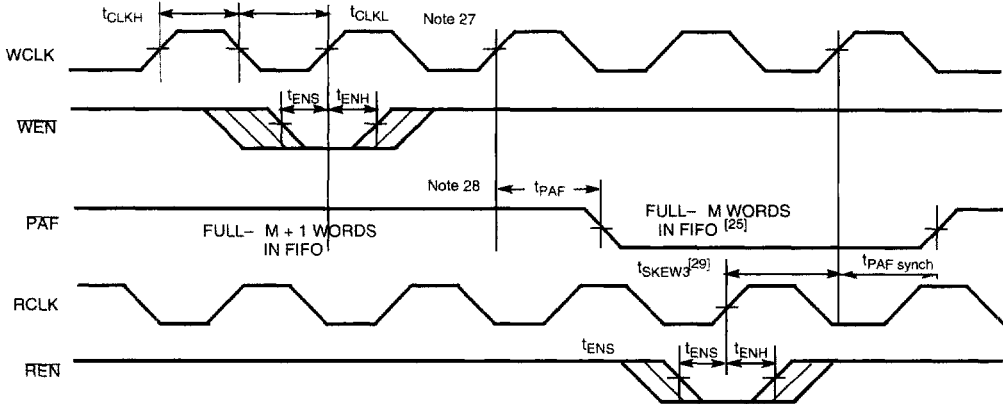 tCLKH
tCLKL
Note 27
WCLK
tENS
tENH
WEN
Note 28
tPAF
PAF
FULL– M + 1 WORDS
IN FIFO
FULL– M WORDS
IN FIFO [25]
tSKEW3[29]
tPAF synch
RCLK
tENS
tENS
tENH
REN